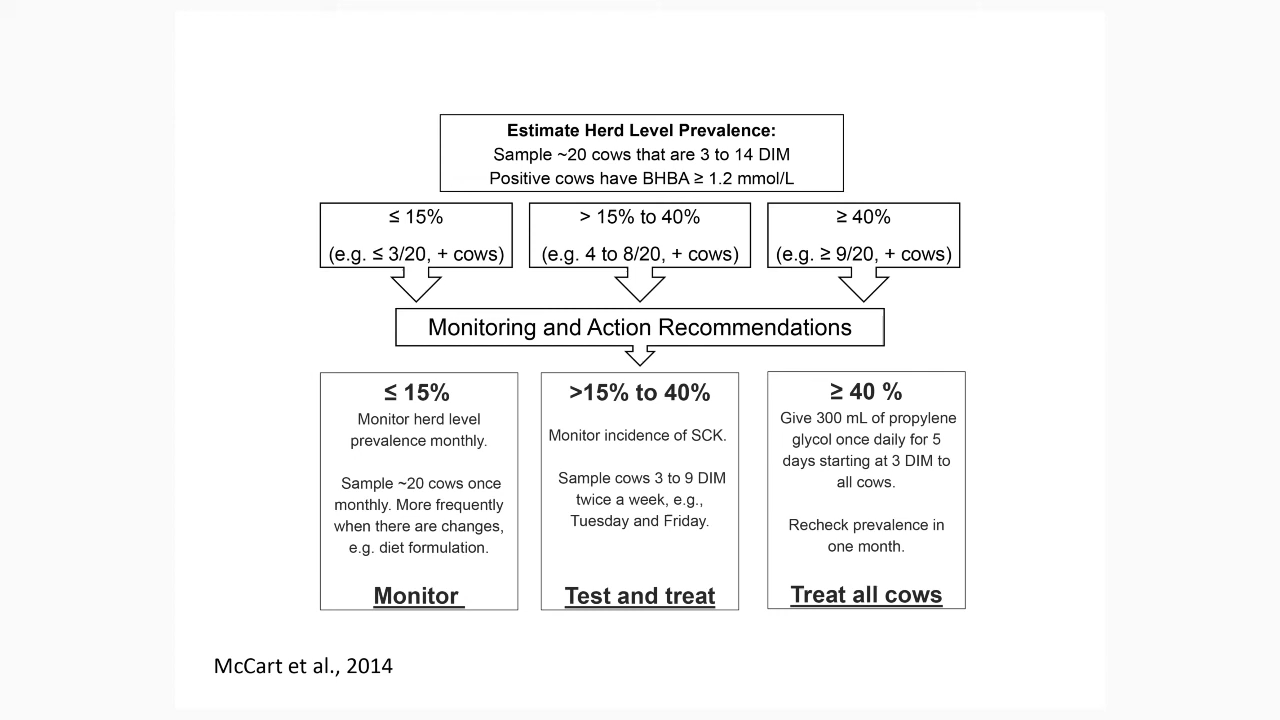 Estimate Herd Level Prevalence:
Sample ~20 cows that are 3 to 14 DIM
Positive cows have BHBA ≥ 1.2 mmol/L
≤ 15%
(e.g. ≤ 3/20, + cows)
> 15% to 40%
(e.g. 4 to 8/20, + cows)
≥ 40%
(e.g. ≥ 9/20, + cows)
Monitoring and Action Recommendations
≤ 15%
Monitor herd level
prevalence monthly.
Sample ~20 cows once
monthly. More frequently
when there are changes,
e.g. diet formulation.
Monitor
>15% to 40%
Monitor incidence of SCK.
Sample cows 3 to 9 DIM
twice a week, e.g.,
Tuesday and Friday.
Test and treat
≥ 40 %
Give 300 mL of propylene
glycol once daily for 5
days starting at 3 DIM to
all cows.
Recheck prevalence in
one month.
Treat all cows
McCart et al., 2014